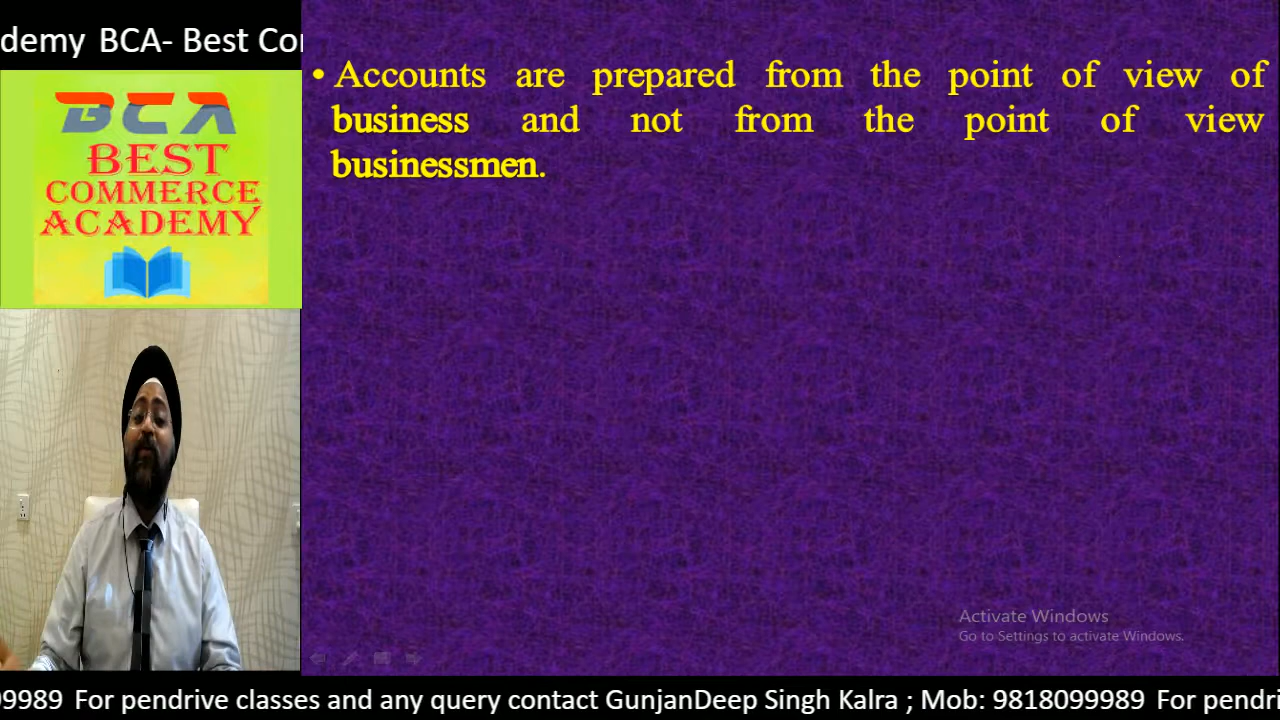 demy BCA- Best Co
BCA
BEST
COMMERCE
ACADEMY
• Accounts are prepared from the point of view of
business and not from the point of view
businessmen.
Activate Windows
Go to Settings to activate Windows.
99989 For pendrive classes and any query contact GunjanDeep Singh Kalra ; Mob: 9818099989 For pendri